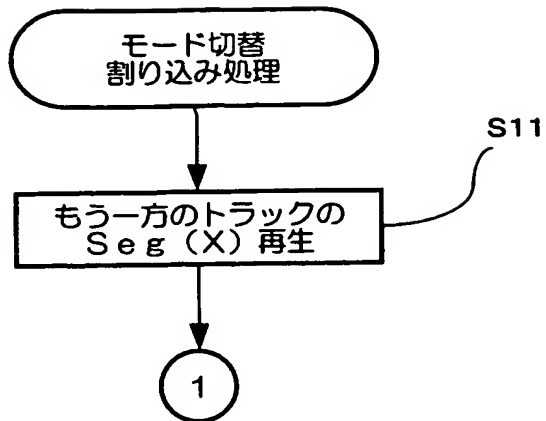 モード切替
割り込み処理
S11
もう一方のトラックの
Seg(X)再生
1